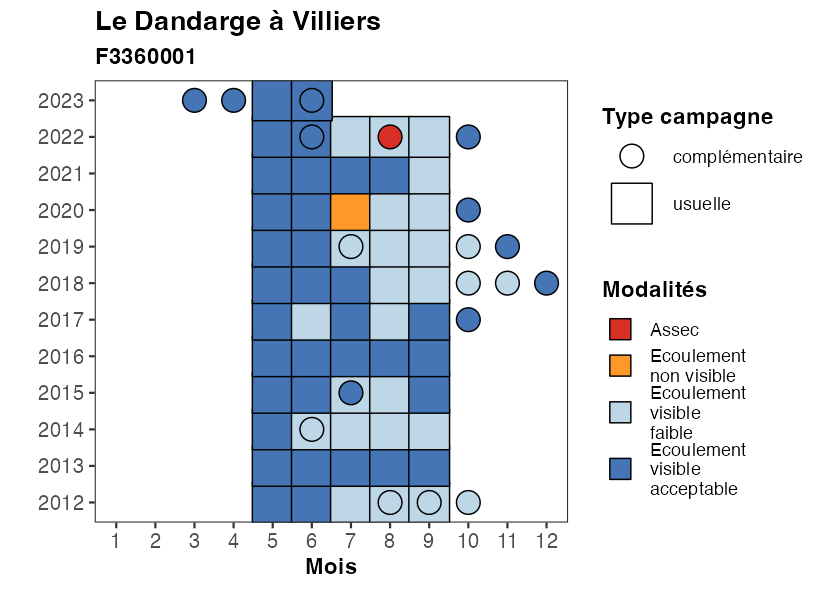 Le Dandarge à Villiers
F3360001
2023
2022
2021
2020
2019
2018
2017
2016
2015
2014
2013
2012
1 2 3 4 5 6 7 8 9 10 11 12
Mois
Type campagne
complémentaire
usuelle
Modalités
Assec
Ecoulement
non visible
Ecoulement
visible
faible
Ecoulement
visible
acceptable